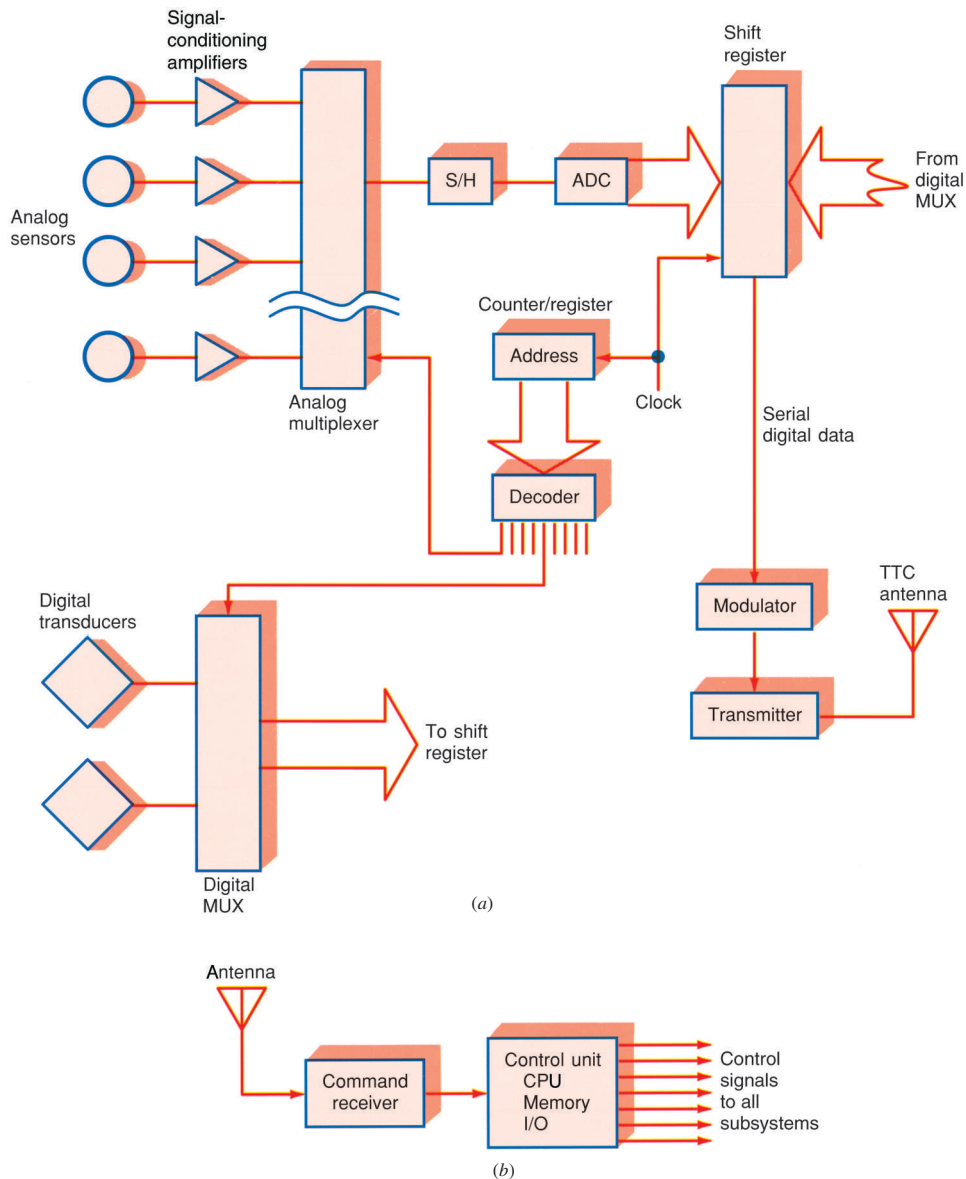 Signal-
conditioning
amplifiers
Shift
register
Analog
sensors
S/H
ADC
From
digital
MUX
Counter/register
Address
Clock
Analog
multiplexer
Serial
digital data
Decoder
Digital
transducers
Modulator
TTC
antenna
Transmitter
To shift
register
Digital
MUX
(a)
Antenna
Command
receiver
Control unit
CPU
Memory
I/O
Control
signals
to all
subsystems
(b)